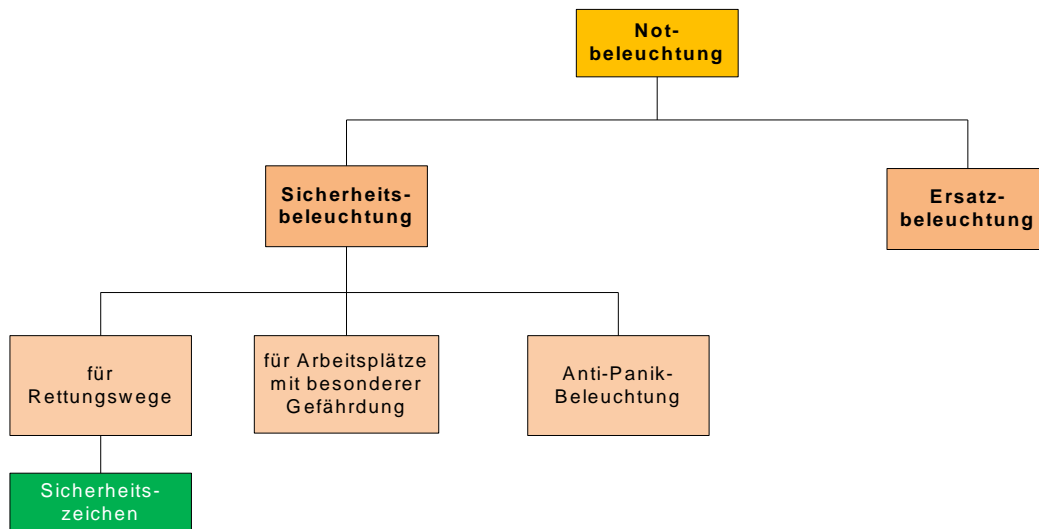 Not-
beleuchtung
Sicherheits-
beleuchtung
Ersatz-
beleuchtung
für
Rettungswege
für Arbeitsplätze
mit besonderer
Gefährdung
Anti-Panik-
Beleuchtung
Sicherheits-
zeichen